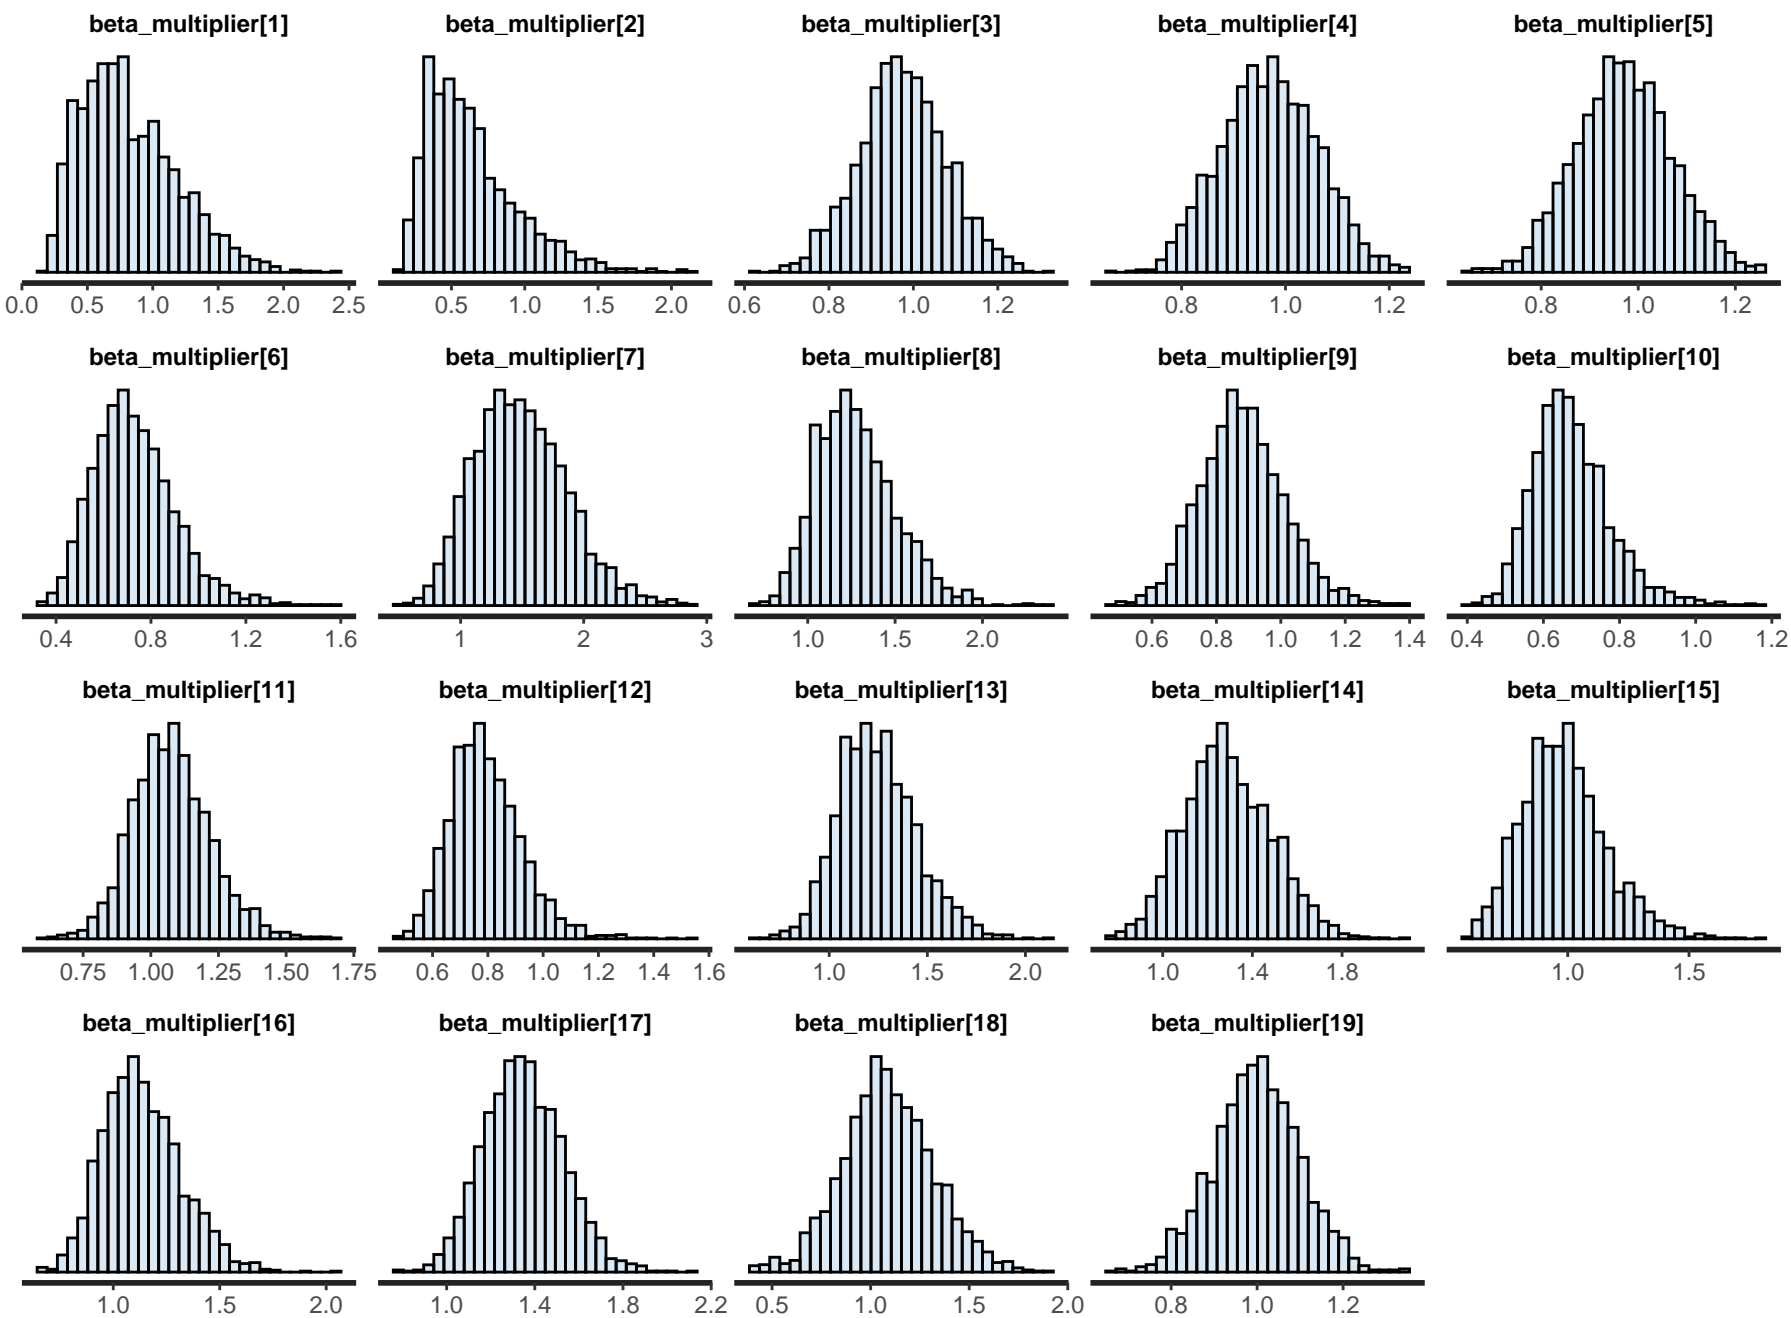 beta_multiplier[1] beta_multiplier[2] beta_multiplier[3] beta_multiplier[4] beta_multiplier[5]
0.0 0.5 1.0 1.5 2.0 2.5 0.5 1.0 1.5 2.0 0.6 0.8 1.0 1.2 0.8 1.0 1.2 0.8 1.0 1.2
beta_multiplier[6] beta_multiplier[7] beta_multiplier[8] beta_multiplier[9] beta_multiplier[10]
0.4 0.8 1.2 1.6 1 2 3 1.0 1.5 2.0 0.6 0.8 1.0 1.2 1.4 0.4 0.6 0.8 1.0 1.2
beta_multiplier[11] beta_multiplier[12] beta_multiplier[13] beta_multiplier[14] beta_multiplier[15]
0.75 1.00 1.25 1.50 1.75 0.6 0.8 1.0 1.2 1.4 1.6 1.0 1.5 2.0 1.0 1.4 1.8 1.0 1.5
beta_multiplier[16] beta_multiplier[17] beta_multiplier[18] beta_multiplier[19]
1.0 1.5 2.0 1.0 1.4 1.8 2.2 0.5 1.0 1.5 2.0 0.8 1.0 1.2